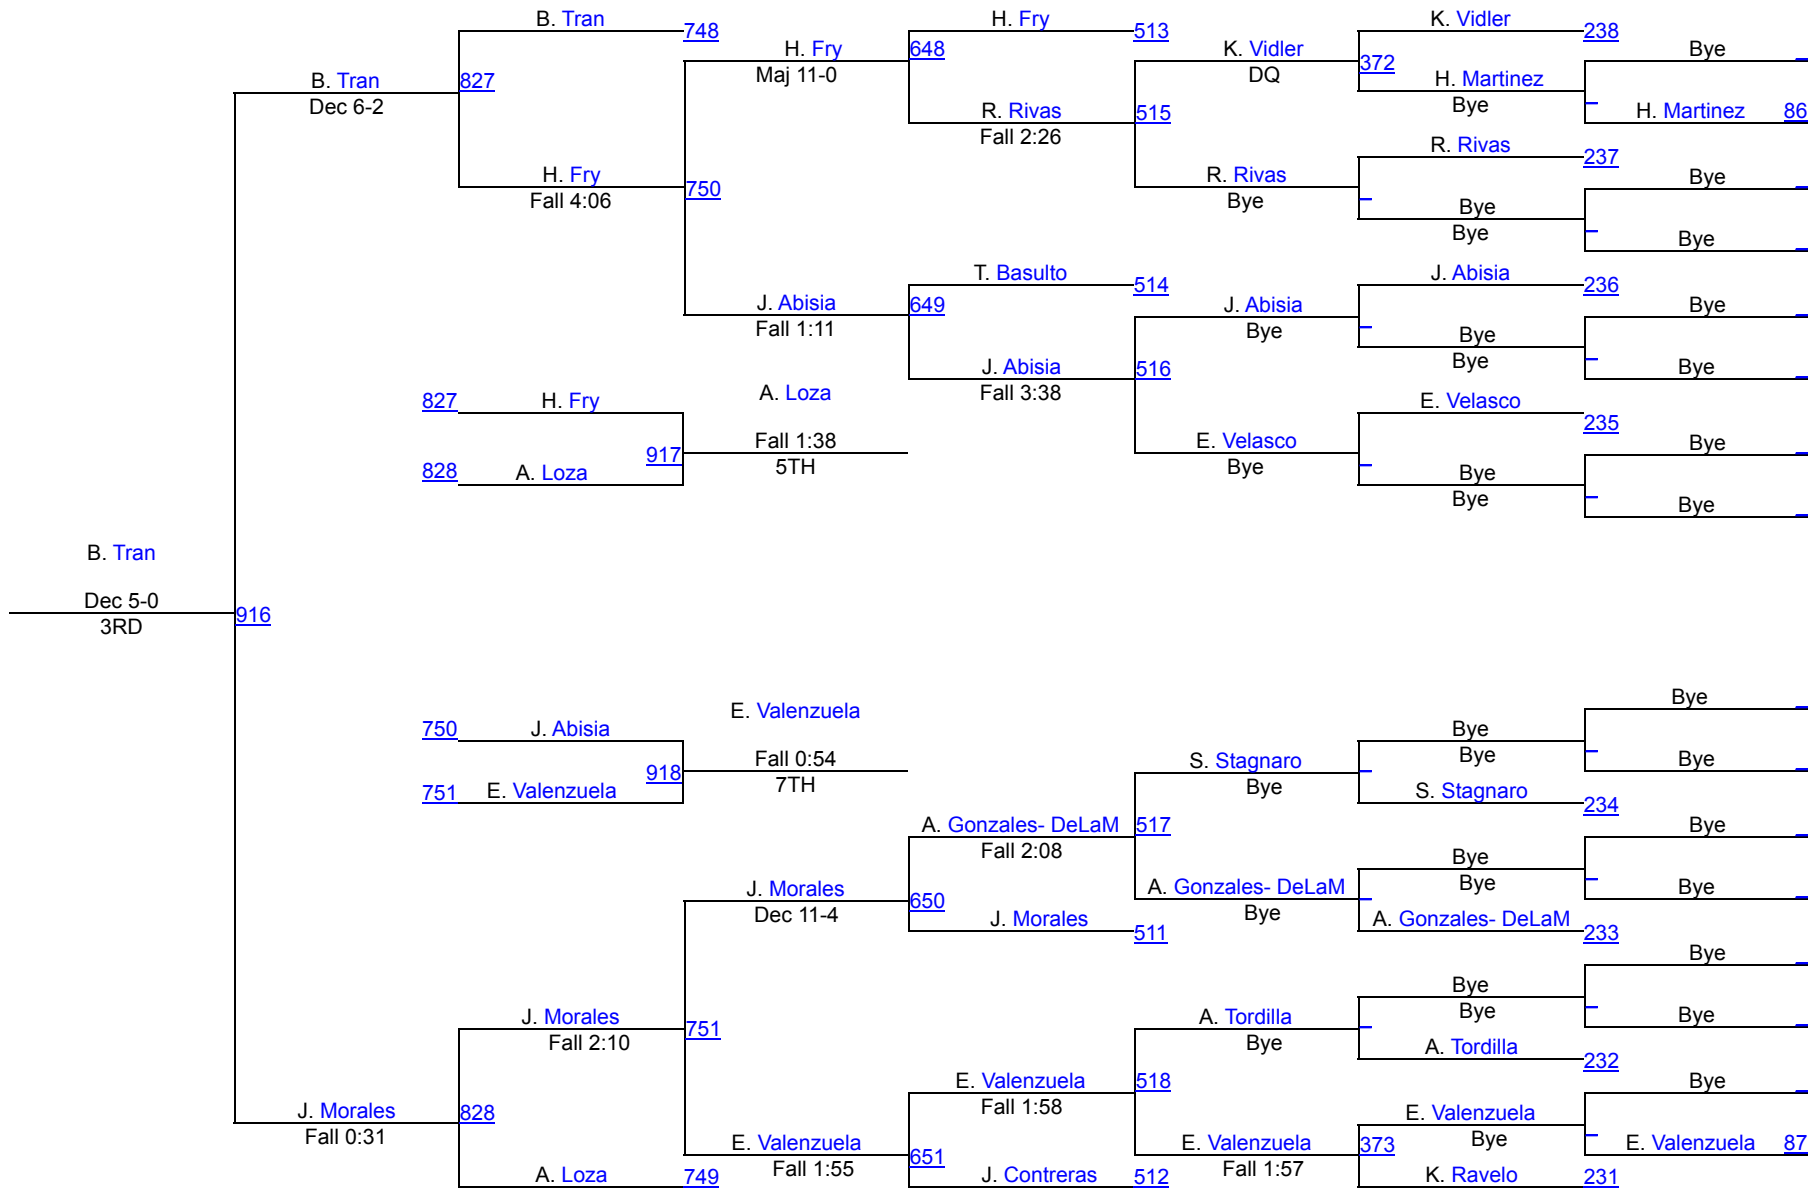 B. Tran
748
H. Fry
513
K. Vidler
238
H. Fry
Maj 11-0
648
K. Vidler
DQ
372
Bye
B. Tran
Dec 6-2
827
H. Martinez
Bye
R. Rivas
Fall 2:26
515
H. Martinez 86
R. Rivas
237
H. Fry
Fall 4:06
750
R. Rivas
Bye
Bye
Bye
Bye
Bye
T. Basulto
514
J. Abisia
236
J. Abisia
Fall 1:11
649
J. Abisia
Bye
Bye
Bye
Bye
Bye
J. Abisia
Fall 3:38
516
A. Loza
827
H. Fry
E. Velasco
235
Fall 1:38
5TH
917
E. Velasco
Bye
Bye
828
A. Loza
Bye
Bye
Bye
B. Tran
Dec 5-0
3RD
916
Bye
E. Valenzuela
750
J. Abisia
Bye
Bye
Fall 0:54
7TH
918
S. Stagnaro
Bye
Bye
751
E. Valenzuela
S. Stagnaro
234
A. Gonzales- DeLaM
Fall 2:08
517
Bye
Bye
Bye
J. Morales
Dec 11-4
650
A. Gonzales- DeLaM
Bye
Bye
J. Morales
511
A. Gonzales- DeLaM
233
Bye
Bye
Bye
J. Morales
Fall 2:10
751
A. Tordilla
Bye
Bye
A. Tordilla
232
E. Valenzuela
Fall 1:58
518
Bye
J. Morales
Fall 0:31
828
E. Valenzuela
Bye
E. Valenzuela
Fall 1:55
651
E. Valenzuela
Fall 1:57
373
E. Valenzuela 87
A. Loza
749
J. Contreras
512
K. Ravelo
231